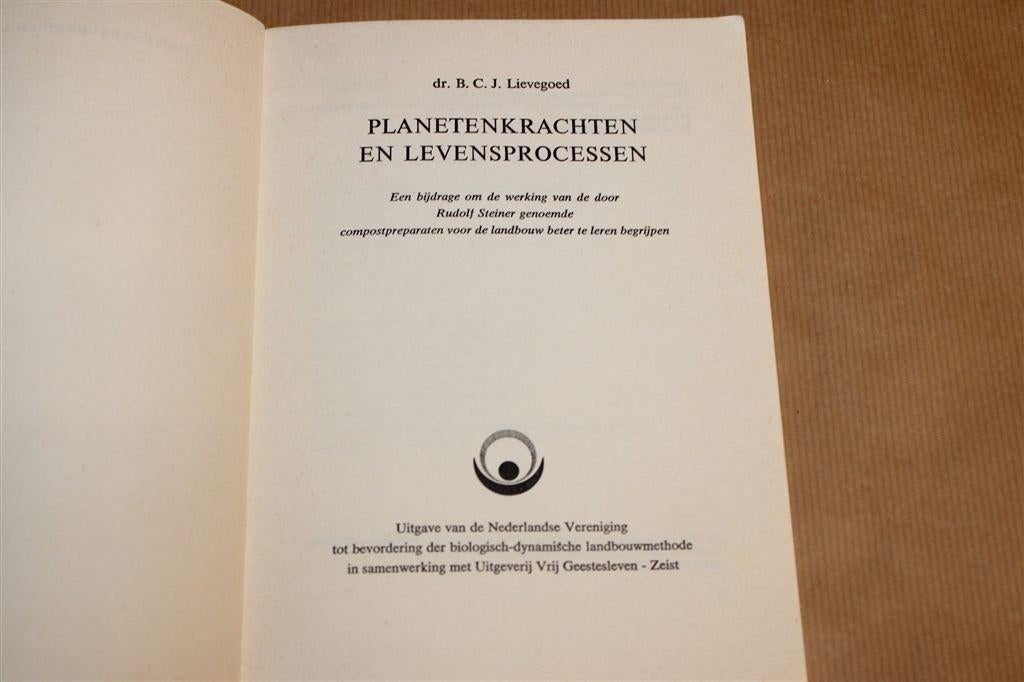 dr. B. C. J. Lievegoed
PLANETENKRACHTEN
EN LEVENSPROCESSEN
Een bijdrage om de werking van de door
Rudolf Steiner genoemde
compostpreparaten voor de landbouw beter te leren begrijpen
Uitgave van de Nederlandse Vereniging
tot bevordering der biologisch-dynamische landbouwmethode
in samenwerking met Uitgeverij Vrij Geestesleven - Zeist